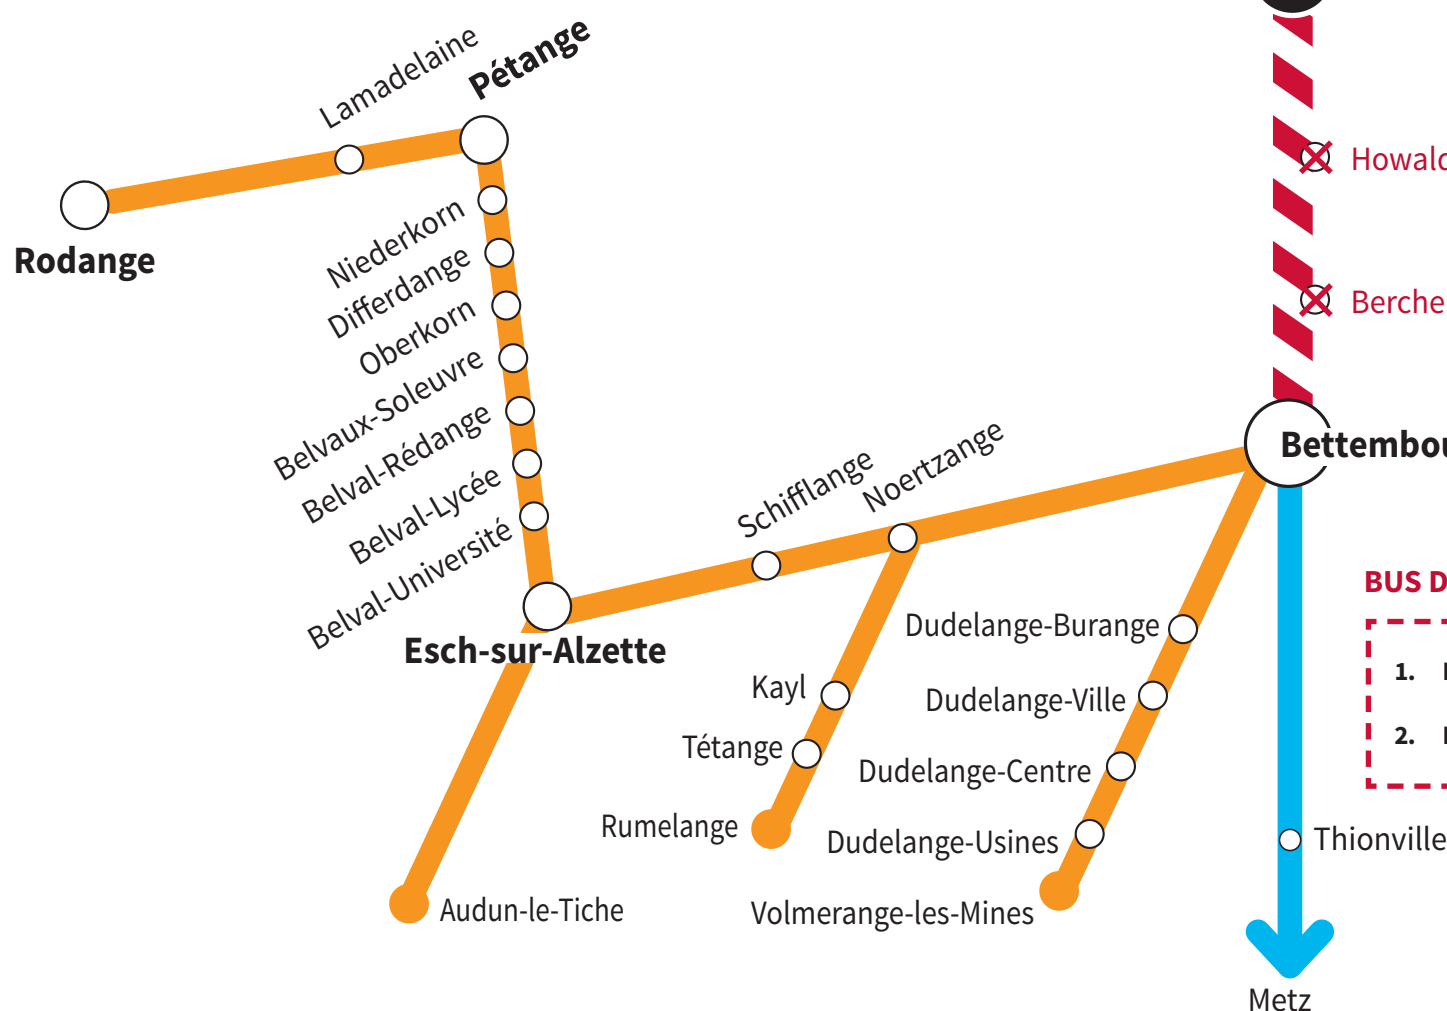 Lamadelaine
Pétange
Rodange
Niederkorn
Differdange
Oberkorn
Belvaux-Soleuvre
Belval-Rédange
Belval-Lycée
Belval-Université
Esch-sur-Alzette
Schifflange
Noertzange
Howald
Berche
Bettembou
BUS D
Dudelange-Burange
Kayl
Dudelange-Ville
1.
Tétange
2.
Dudelange-Centre
Rumelange
Dudelange-Usines
Thionville
Audun-le-Tiche
Volmerange-les-Mines
Metz